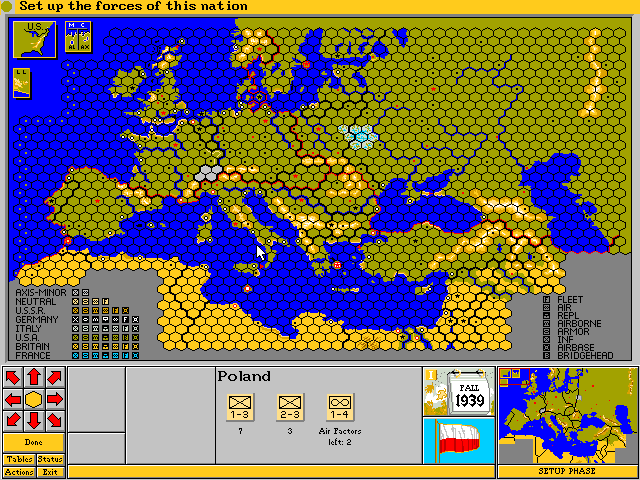 Set up the forces of this nation
U.S.
M C
AL AX
L L
AXIS-MINOR
NEUTRAL
U.S.S.R.
GERMANY
ITALY
U.S.A.
BRITAIN
FRANCE
FLEET
AIR
REPL
AIRBORNE
ARMOR
INF
AIRBASE
BRIDGEHEAD
Poland
1-3
2-3
1-4
7
3
Air Factors
left: 2
FALL
1939
Done
Tables
Status
Actions
Exit
SETUP PHASE